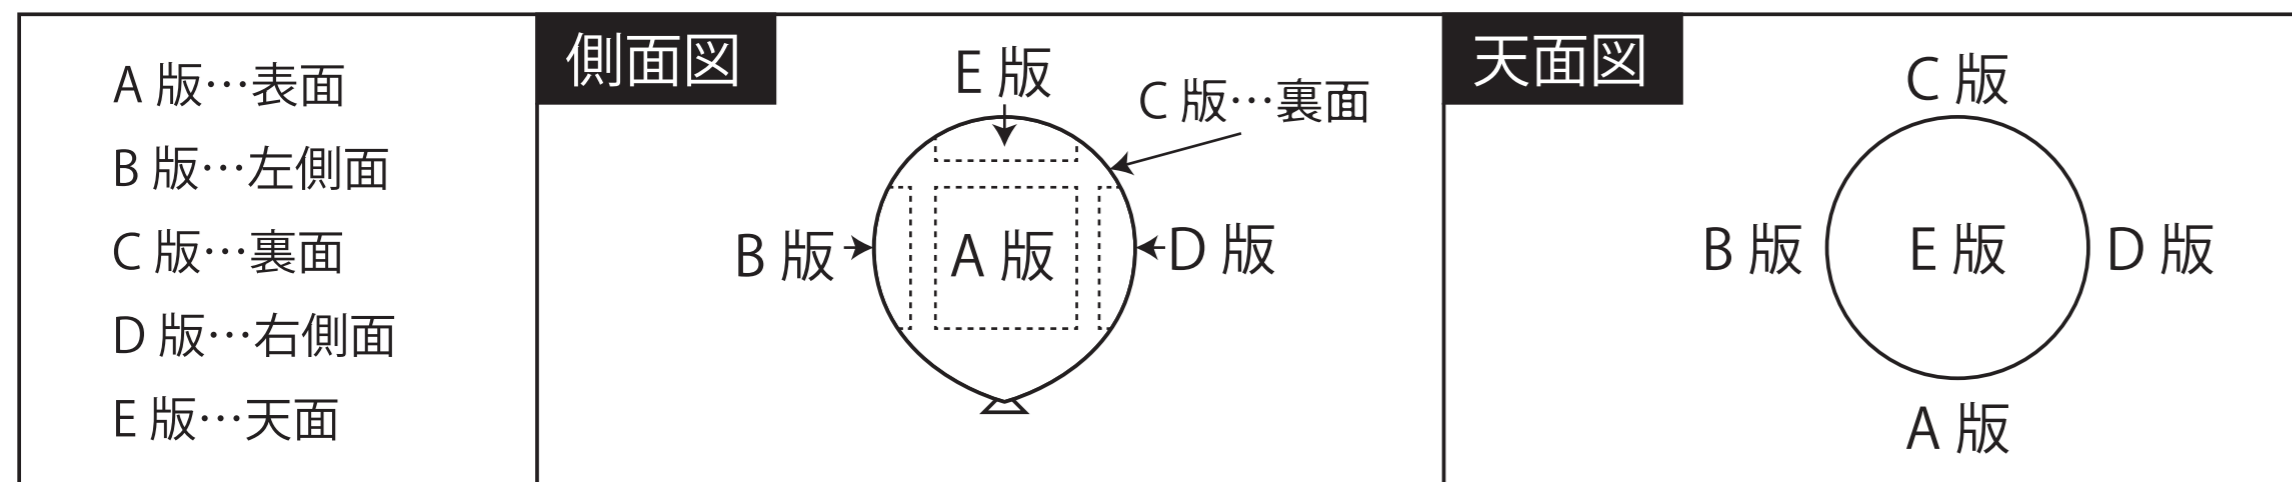 A 版…表面
B 版…左側面
C 版…裏面
D 版…右側面
E 版…天面
側面図
E 版
C 版…裏面
B 版
A 版
D 版
天面図
C 版
B 版
E 版
D 版
A 版